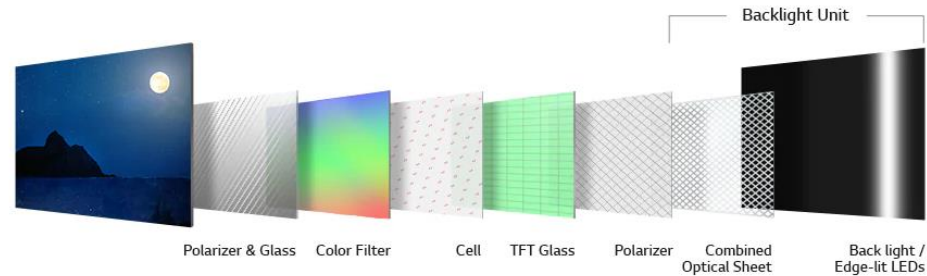 Backlight Unit
Polarizer & Glass
Color Filter
Cell
TFT Glass
Polarizer
Combined
Optical Sheet
Back light /
Edge-lit LEDs